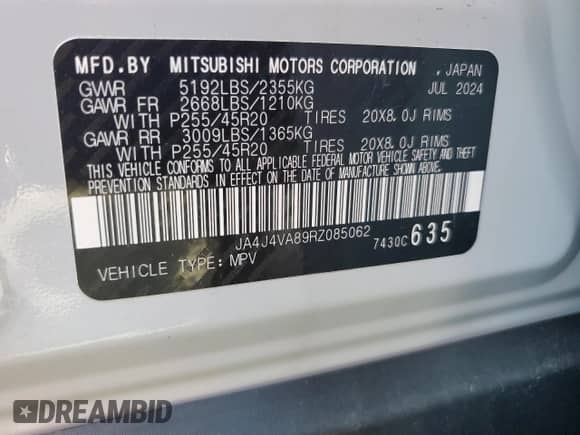 MFD.BY MITSUBISHI MOTORS CORPORATION , JAPAN
GVWR 5192LBS/2355KG JUL 2024
GAWR FR 2668LBS/1210KG
WITH P255/45R20 TIRES 20X8.0J RIMS
GAWR RR 3009LBS/1365KG
WITH P255/45R20 TIRES 20X8.0J RIMS
THIS VEHICLE CONFORMS TO ALL APPLICABLE FEDERAL MOTOR VEHICLE SAFETY AND THEFT
PREVENTION STANDARDS IN EFFECT ON THE DATE OF MANUFACTURE SHOWN ABOVE.
JA4J4VA89RZ085062
7430C 635
VEHICLE TYPE: MPV
DREAMBID